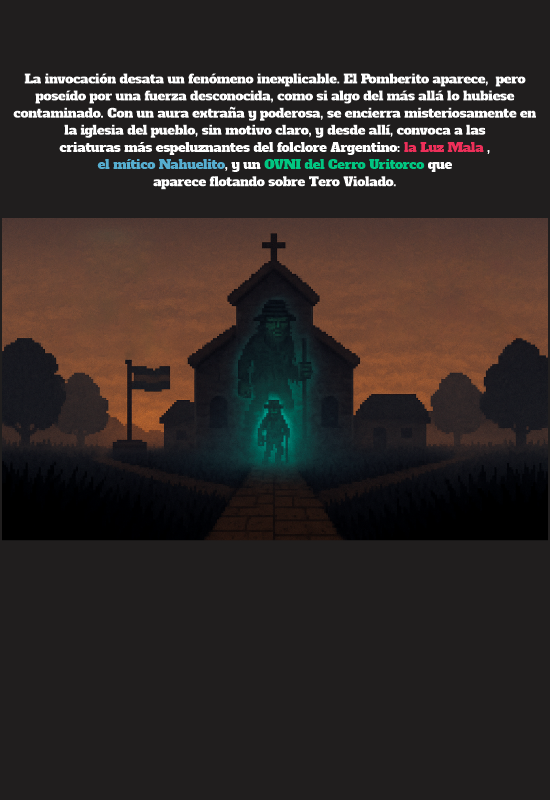 La invocación desata un fenómeno inexplicable. El Pomberito aparece,  pero
poseído por una fuerza desconocida, como si algo del más allá lo hubiese
contaminado. Con un aura extraña y poderosa, se encierra misteriosamente en
la iglesia del pueblo, sin motivo claro, y desde allí, convoca a las
criaturas más espeluznantes del folclore Argentino: la Luz Mala ,
el mítico Nahuelito, y un OVNI del Cerro Uritorco que
aparece flotando sobre Tero Violado.